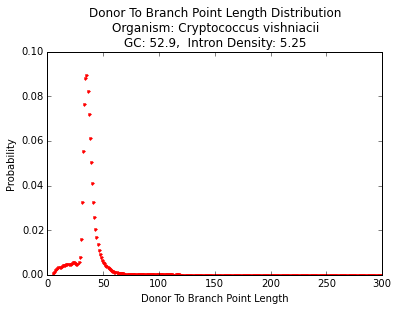 Donor To Branch Point Length Distribution
Organism: Cryptococcus vishniacii
GC: 52.9,  Intron Density: 5.25
0.10
0.08
0.06
0.04
0.02
0.00
Probability
0
50
100
150
200
250
300
Donor To Branch Point Length